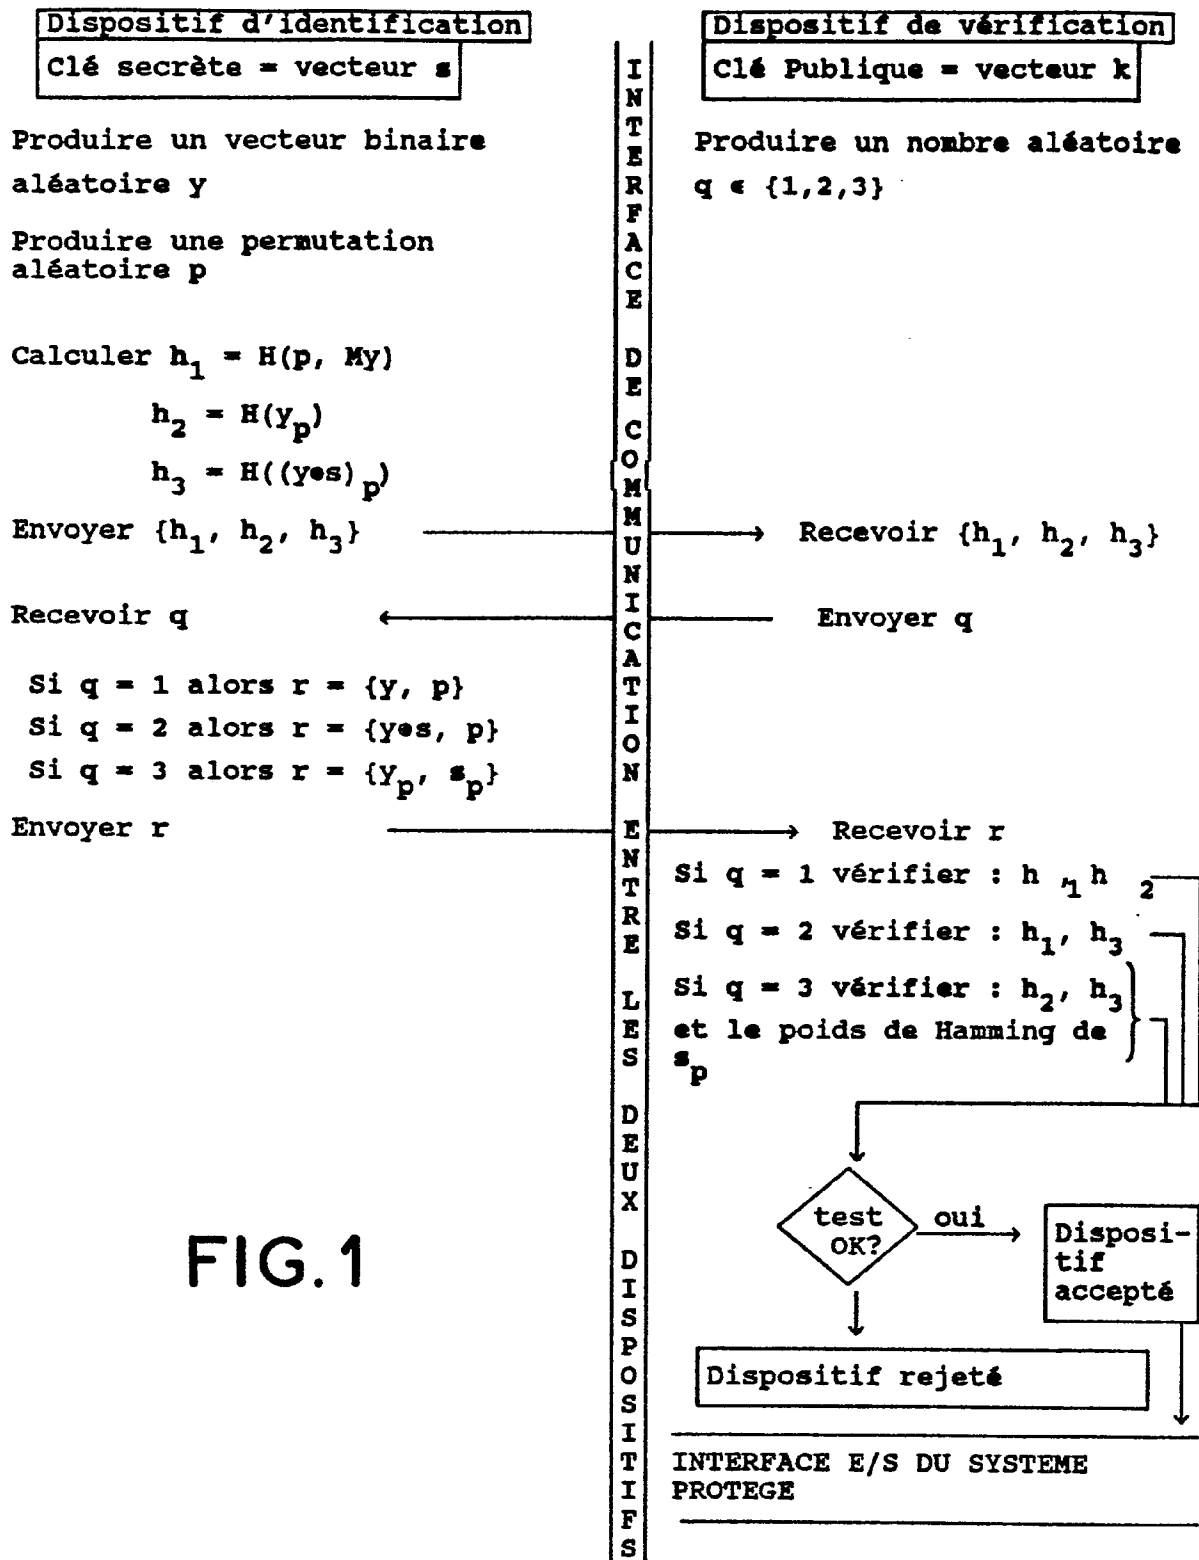 Dispositif d'identification
Clé secrète = vecteur s
Produire un vecteur binaire
aléatoire y
Produire une permutation
aléatoire p
Calculer h1 = H(p, My)
h2 = H(yp)
h3 = H((y⊕s)p)
Envoyer {h1, h2, h3}
Recevoir q
Si q = 1 alors r = {y, p}
Si q = 2 alors r = {y⊕s, p}
Si q = 3 alors r = {yp, sp}
Envoyer r
FIG.1
INTERFACE DE COMMUNICATION ENTRE LES DEUX DISPOSITIFS
Dispositif de vérification
Clé Publique = vecteur k
Produire un nombre aléatoire
q ∈ {1,2,3}
Recevoir {h1, h2, h3}
Envoyer q
Recevoir r
Si q = 1 vérifier : h ,1 h 2
Si q = 2 vérifier : h1, h3
Si q = 3 vérifier : h2, h3
et le poids de Hamming de
sp
test
OK?
oui
Disposi-
tif
accepté
Dispositif rejeté
INTERFACE E/S DU SYSTEME
PROTEGE